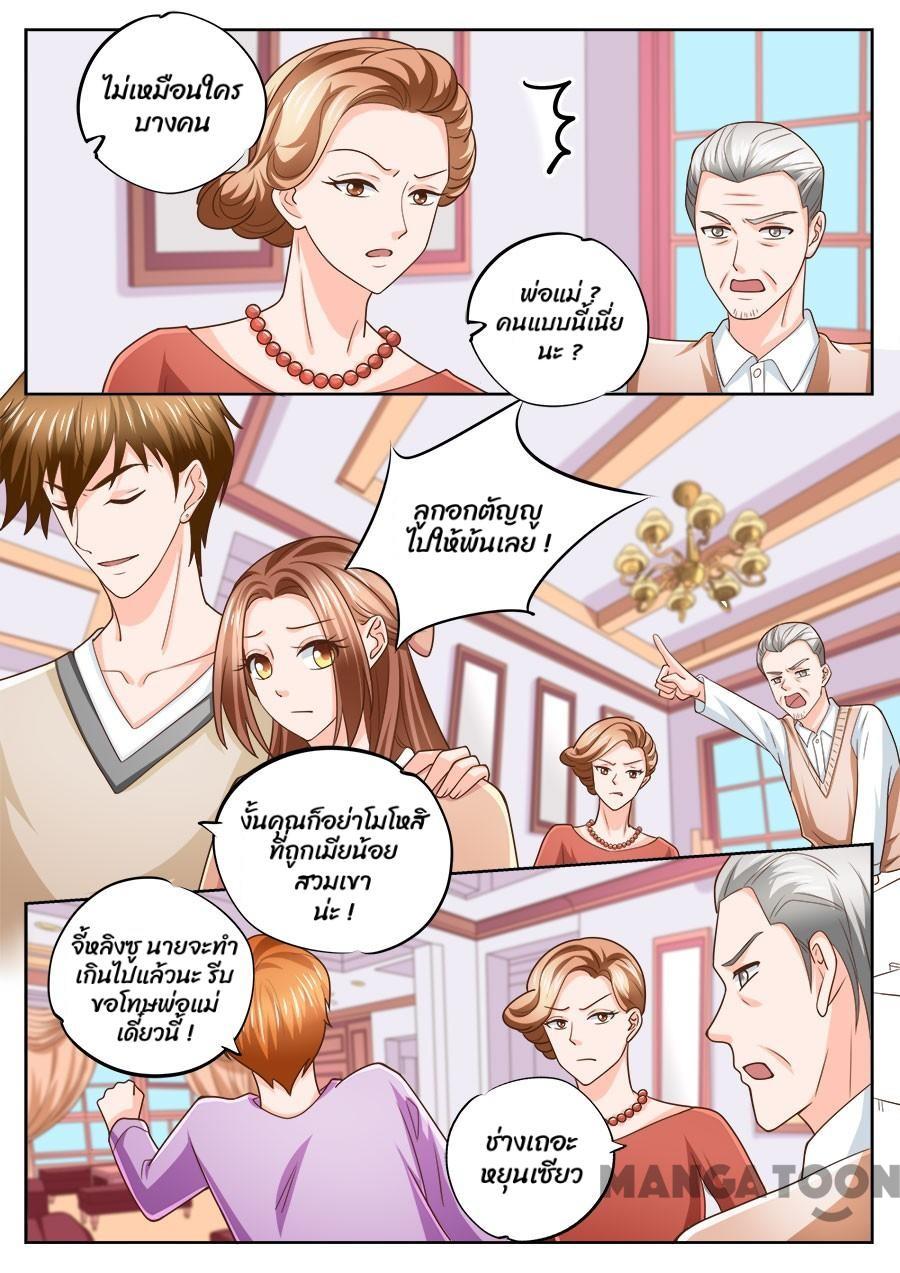 ไม่เหมือนใคร
บางคน
พ่อแม่ ?
คนแบบนี้เนี่ย
นะ ?
ลูกอกตัญญู
ไปให้พ้นเลย !
งั้นคุณก็อย่าโมโหสิ
ที่ถูกเมียน้อย
สวมเขา
น่ะ !
จี้หลิงซู นายจะทำ
เกินไปแล้วนะ รีบ
ขอโทษพ่อแม่
เดี๋ยวนี้ !
ช่างเถอะ
หยุนเซียว
MANGATOON